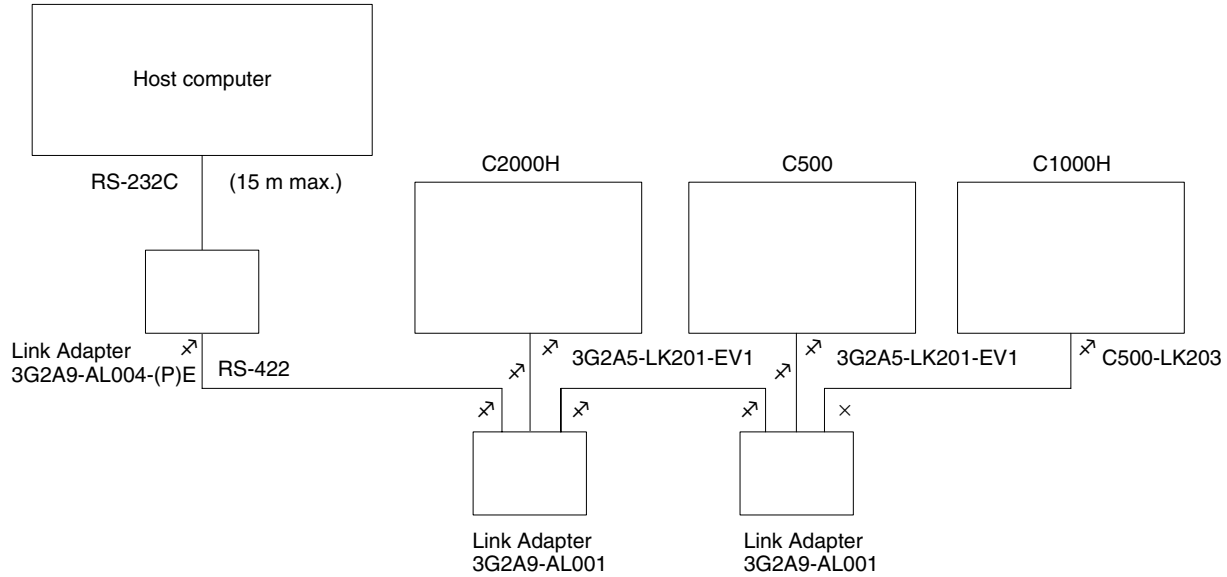 Host computer
RS-232C (15 m max.)
C2000H
C500
C1000H
Link Adapter
3G2A9-AL004-(P)E
RS-422
3G2A5-LK201-EV1
3G2A5-LK201-EV1
C500-LK203
Link Adapter
3G2A9-AL001
Link Adapter
3G2A9-AL001